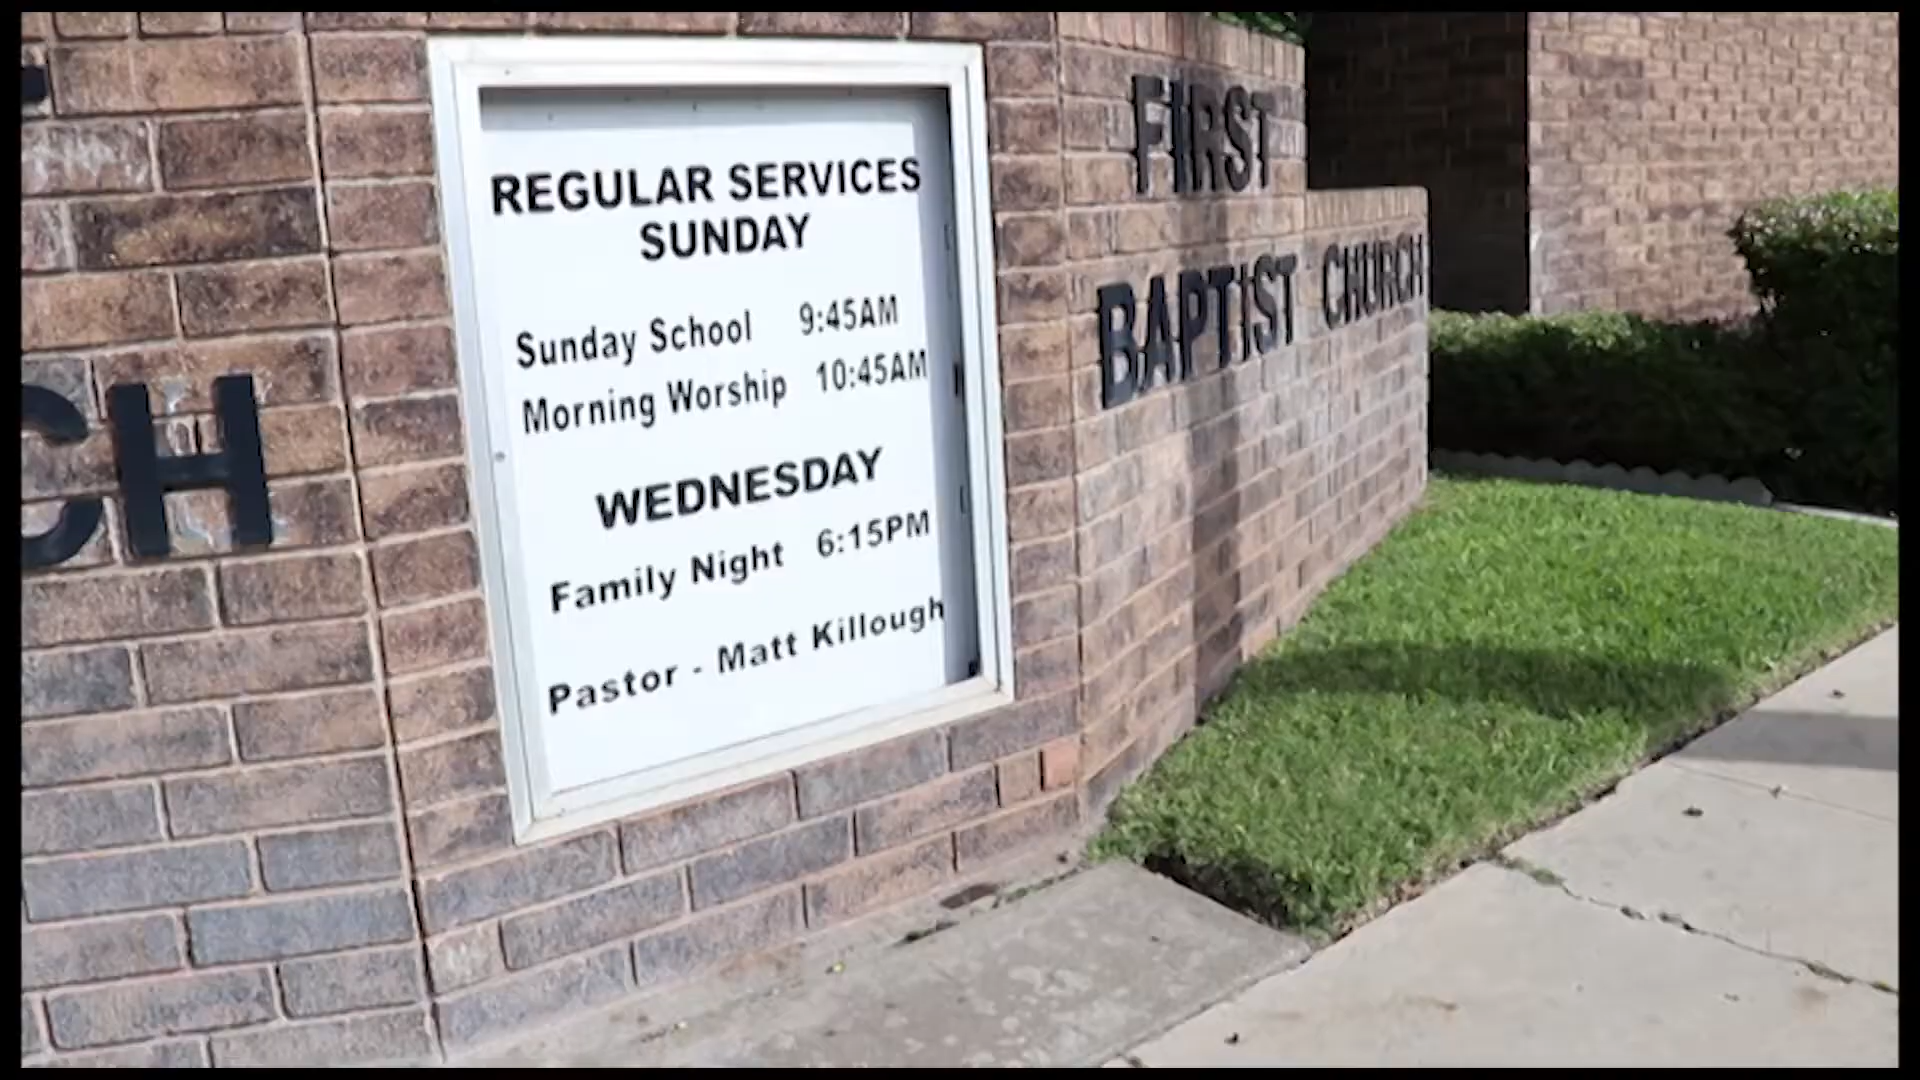 CH
REGULAR SERVICES
SUNDAY
Sunday School 9:45AM
Morning Worship 10:45AM
WEDNESDAY
Family Night 6:15PM
Pastor - Matt Killough
FIRST
BAPTIST CHURCH